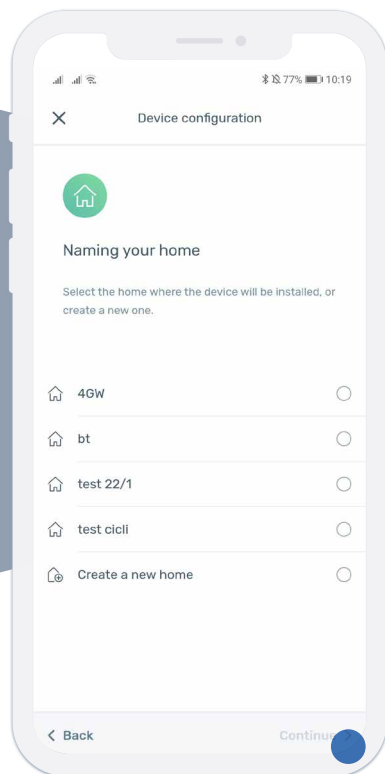 77% 10:19
Device configuration
Naming your home
Select the home where the device will be installed, or
create a new one.
4GW
bt
test 22/1
test cicli
Create a new home
Back Continue